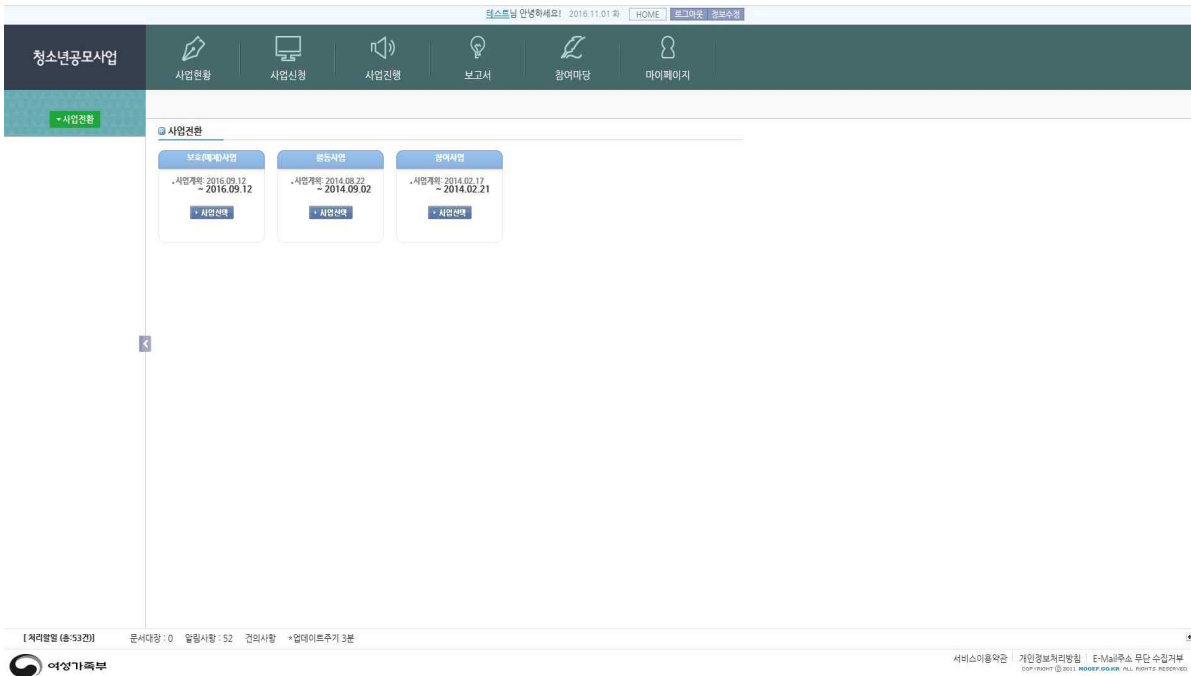 테스트님 안녕하세요! 2016.11.01 화 HOME 로그아웃 정보수정
청소년공모사업
사업현황 사업신청 사업진행 보고서 참여마당 마이페이지
사업전환
사업전환
보호(매체)사업 활동사업 참여사업
사업계획: 2016.09.12 사업계획: 2014.08.22 사업계획: 2014.02.17
~ 2016.09.12 ~ 2014.09.02 ~ 2014.02.21
사업선택 사업선택 사업선택
[ 처리할일 (총:53건)] 문서대장 : 0 알림사항 : 52 건의사항 *업데이트주기 3분
여성가족부
서비스이용약관 개인정보처리방침 E-Mail주소 무단 수집거부
COPYRIGHT ⓒ 2011 MOGEF.GO.KR ALL RIGHTS RESERVED.